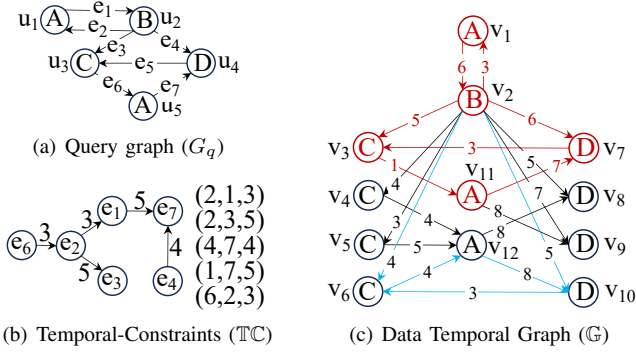 u1 A e1 B u2
e2
e3 e4
u3 C e5 D u4
e6 e7
A u5
(a) Query graph (Gq)
e6 3 e2 3 e1 5 e7
5 e3
4 e4
(2,1,3)
(2,3,5)
(4,7,4)
(1,7,5)
(6,2,3)
(b) Temporal-Constraints (𝕋ℂ)
A v1
6 3
B v2
5 6
v3 C 3 D v7
1 v11 7
v4 C 4 A 5 D v8
4 8 7 8
v5 C 3 5 A v12 D v9
4 8 5
v6 C 4 3 D v10
(c) Data Temporal Graph (𝔾)